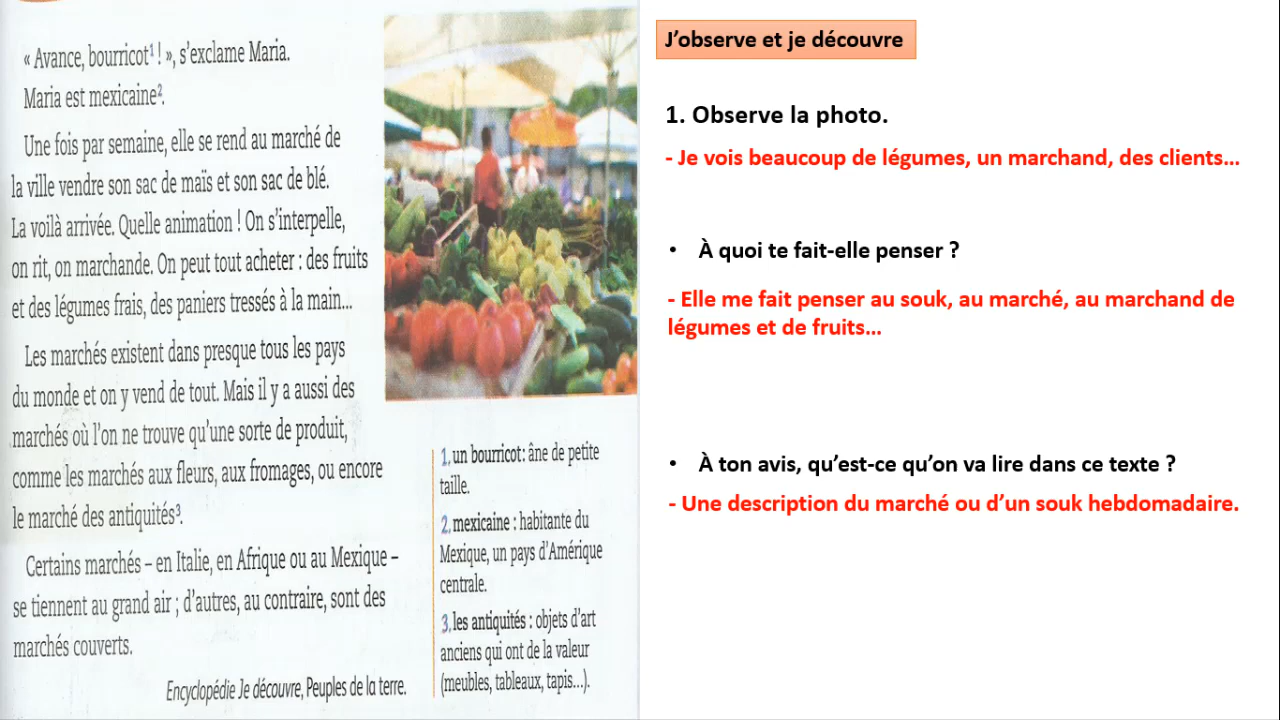 « Avance, bourricot¹ ! », s'exclame Maria.
Maria est mexicaine².
Une fois par semaine, elle se rend au marché de
la ville vendre son sac de maïs et son sac de blé.
La voilà arrivée. Quelle animation ! On s'interpelle,
on rit, on marchande. On peut tout acheter : des fruits
et des légumes frais, des paniers tressés à la main...
Les marchés existent dans presque tous les pays
du monde et on y vend de tout. Mais il y a aussi des
marchés où l'on ne trouve qu'une sorte de produit,
comme les marchés aux fleurs, aux fromages, ou encore
le marché des antiquités³.
Certains marchés – en Italie, en Afrique ou au Mexique –
se tiennent au grand air ; d'autres, au contraire, sont des
marchés couverts.
Encyclopédie Je découvre, Peuples de la terre.
1. un bourricot : âne de petite
taille.
2. mexicaine : habitante du
Mexique, un pays d'Amérique
centrale.
3. les antiquités : objets d'art
anciens qui ont de la valeur
(meubles, tableaux, tapis...).
J'observe et je découvre
1. Observe la photo.
- Je vois beaucoup de légumes, un marchand, des clients...
• À quoi te fait-elle penser ?
- Elle me fait penser au souk, au marché, au marchand de
légumes et de fruits...
• À ton avis, qu'est-ce qu'on va lire dans ce texte ?
- Une description du marché ou d'un souk hebdomadaire.